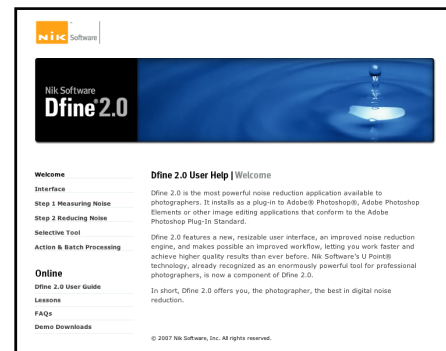 Nik Software
Nik Software
Dfine® 2.0
Welcome
Interface
Step 1 Measuring Noise
Step 2 Reducing Noise
Selective Tool
Action & Batch Processing
Online
Dfine 2.0 User Guide
Lessons
FAQs
Demo Downloads
Dfine 2.0 User Help | Welcome
Dfine 2.0 is the most powerful noise reduction application available to
photographers. It installs as a plug-in to Adobe® Photoshop®, Adobe Photoshop
Elements or other image editing applications that conform to the Adobe
Photoshop Plug-In Standard.
Dfine 2.0 features a new, resizable user interface, an improved noise reduction
engine, and makes possible an improved workflow, letting you work faster and
achieve higher quality results than ever before. Nik Software's U Point®
technology, already recognized as an enormously powerful tool for professional
photographers, is now a component of Dfine 2.0.
In short, Dfine 2.0 offers you, the photographer, the best in digital noise
reduction.
© 2007 Nik Software, Inc. All rights reserved.